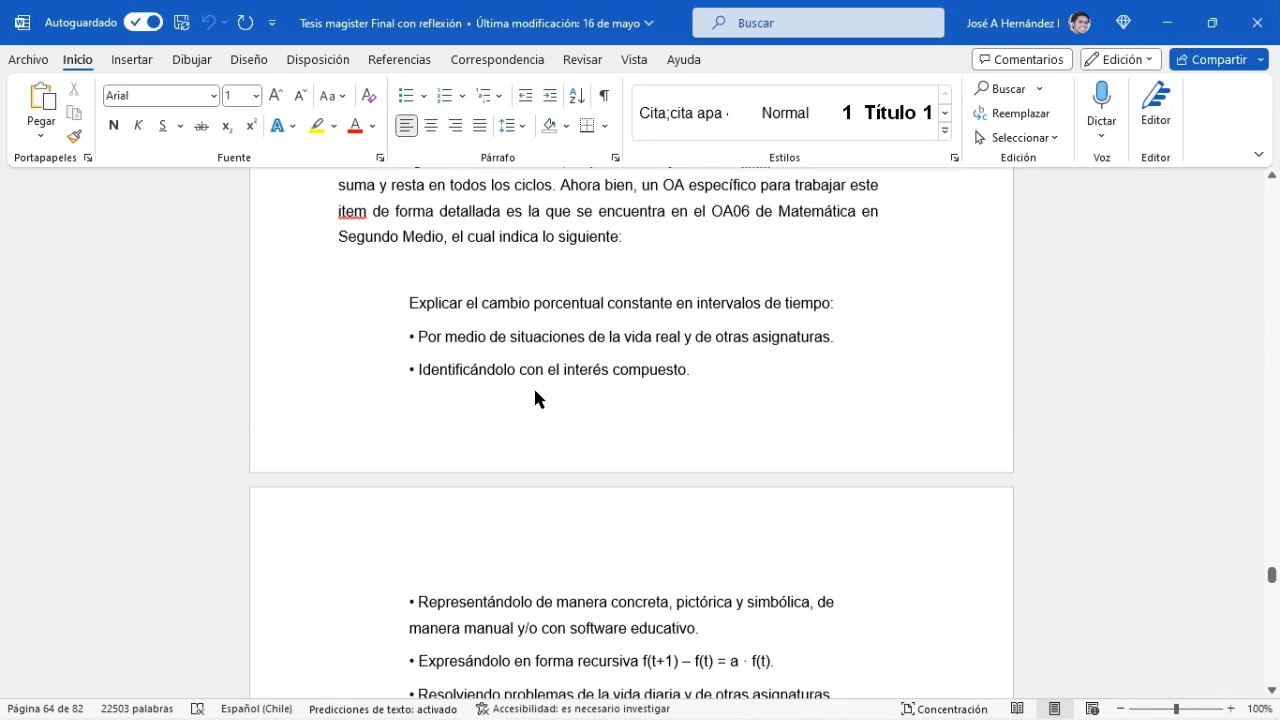 Autoguardado
Tesis magister Final con reflexión • Última modificación: 16 de mayo
Buscar
José A Hernández
Archivo Inicio Insertar Dibujar Diseño Disposición Referencias Correspondencia Revisar Vista Ayuda
Comentarios Edición Compartir
Pegar
Portapapeles
Arial 1 Aa
N K S ab x₂ x² A A
Fuente
Párrafo
Cita;cita apa Normal 1 Título 1
Estilos
Buscar
Reemplazar
Seleccionar
Edición
Dictar
Voz
Editor
Editor
suma y resta en todos los ciclos. Ahora bien, un OA específico para trabajar este
item de forma detallada es la que se encuentra en el OA06 de Matemática en
Segundo Medio, el cual indica lo siguiente:
Explicar el cambio porcentual constante en intervalos de tiempo:
• Por medio de situaciones de la vida real y de otras asignaturas.
• Identificándolo con el interés compuesto.
• Representándolo de manera concreta, pictórica y simbólica, de
manera manual y/o con software educativo.
• Expresándolo en forma recursiva f(t+1) – f(t) = a · f(t).
• Resolviendo problemas de la vida diaria y de otras asignaturas
Página 64 de 82 22503 palabras Español (Chile) Predicciones de texto: activado Accesibilidad: es necesario investigar Concentración 100%